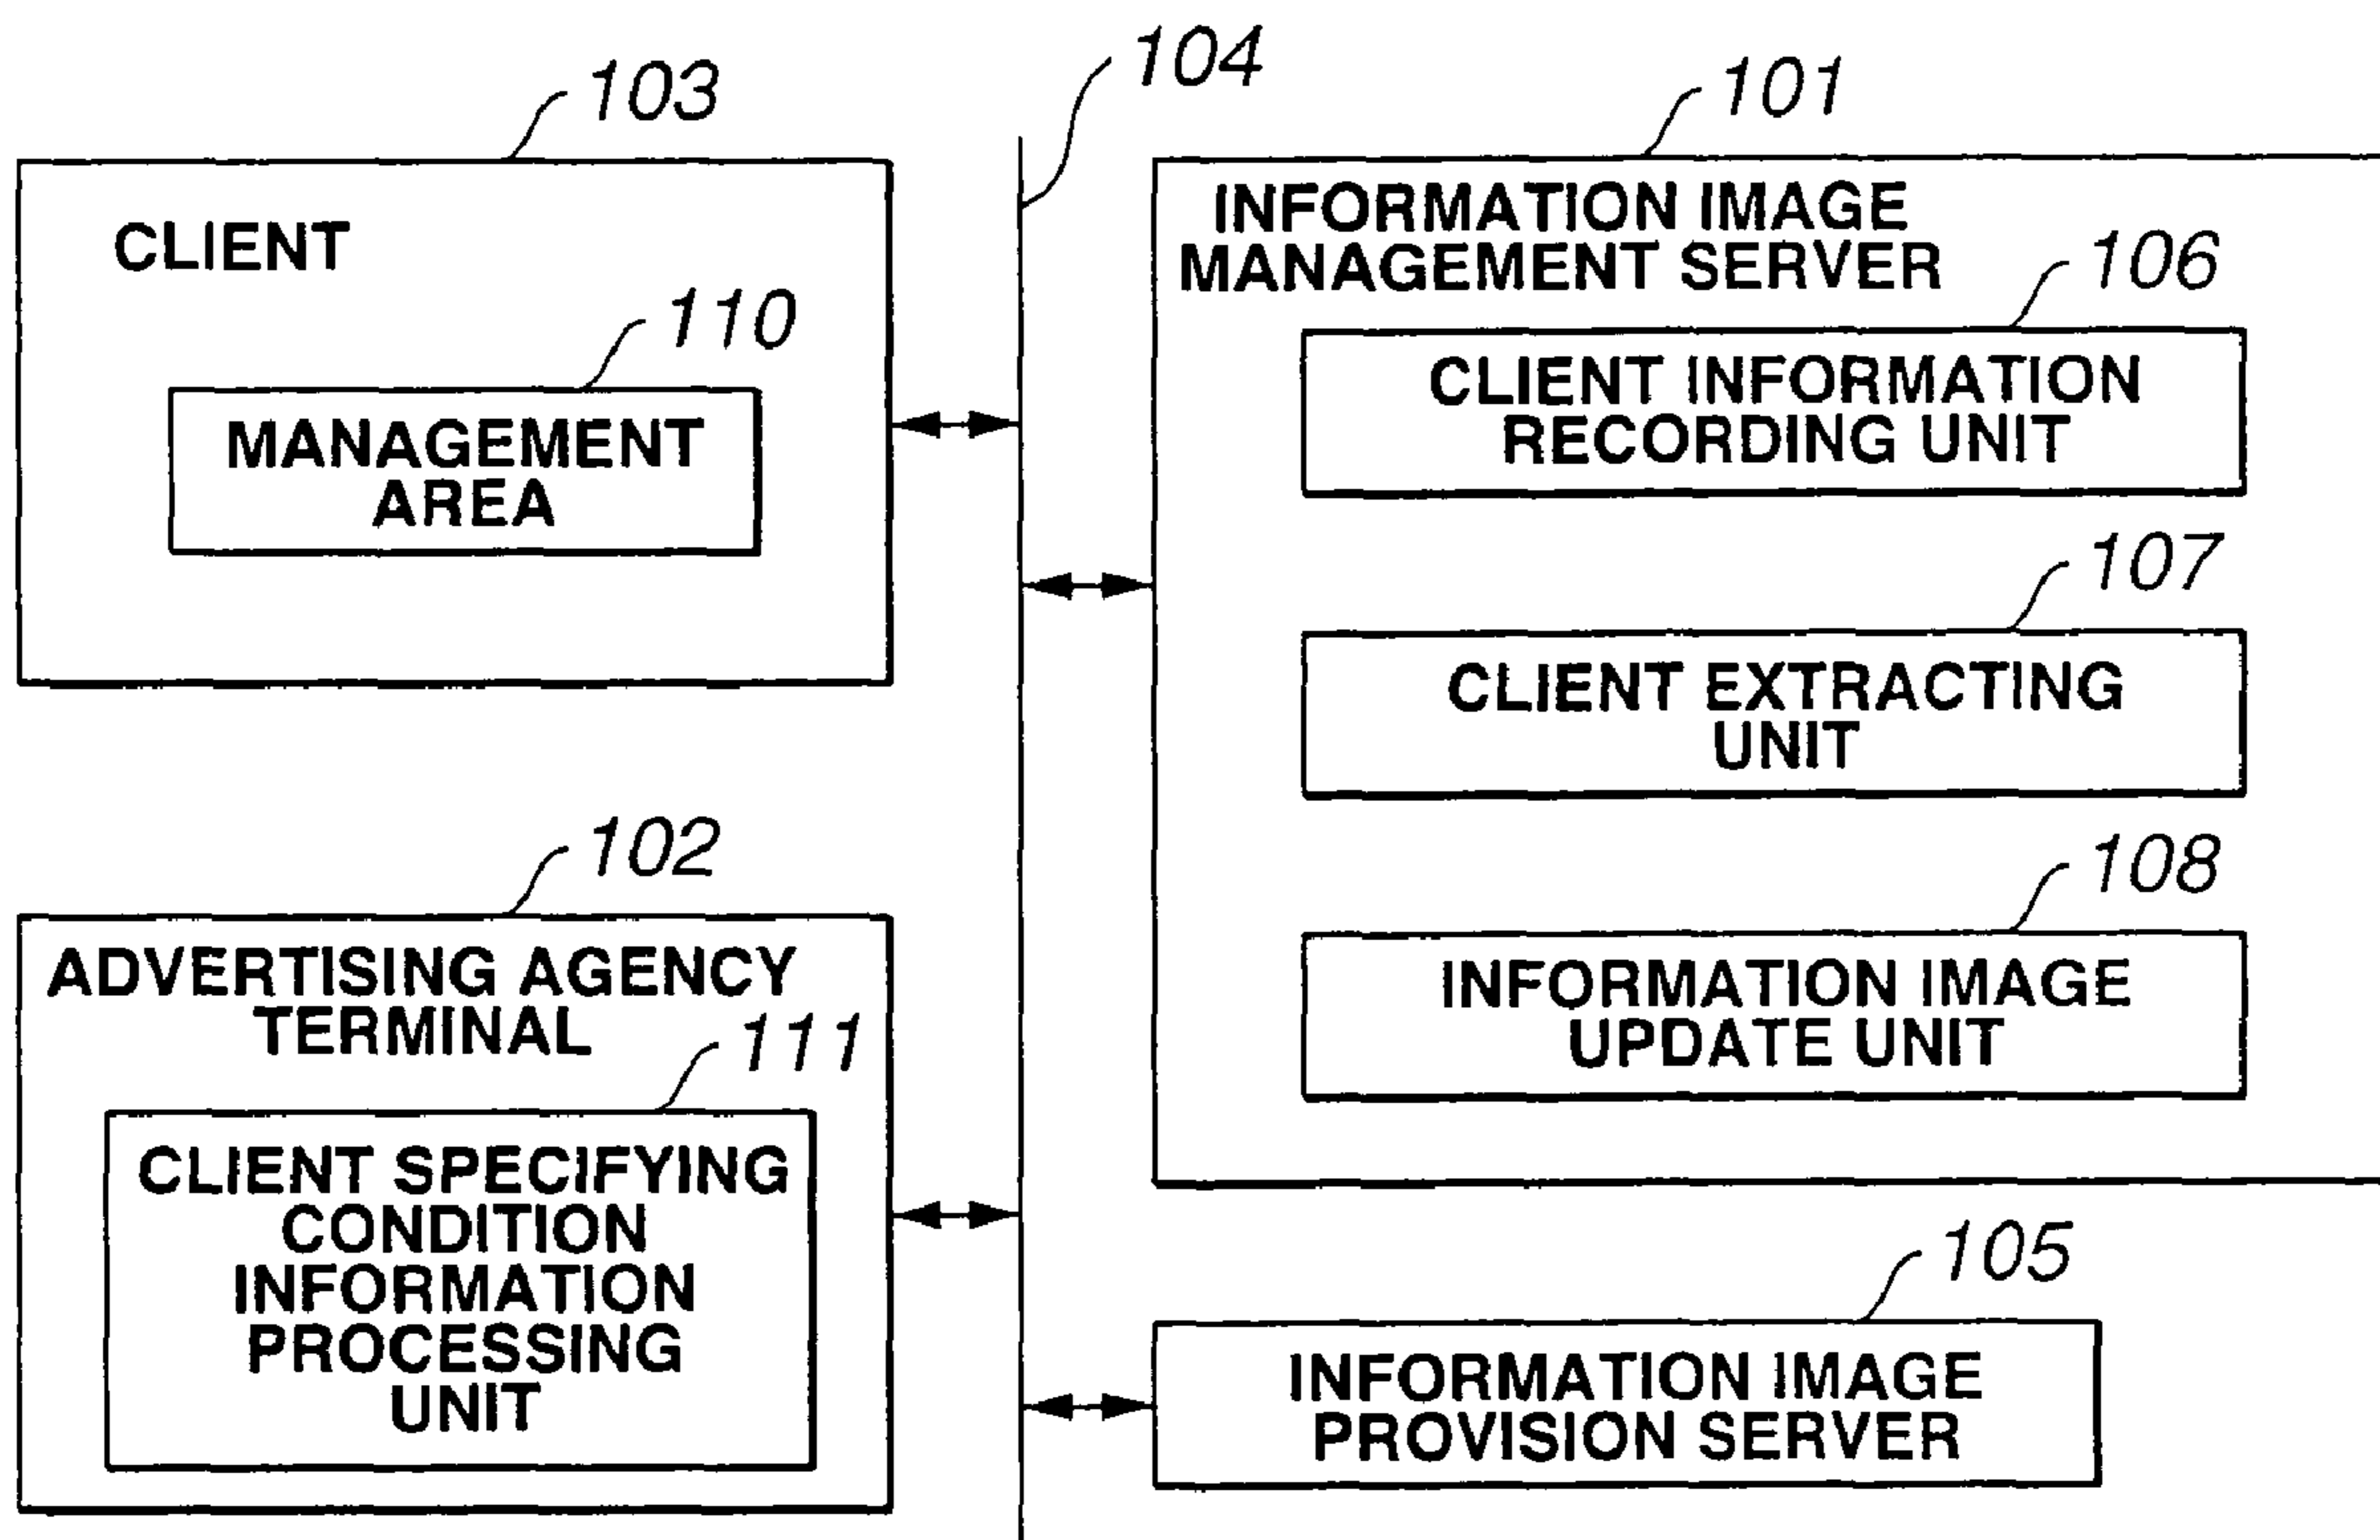 103
CLIENT
110
MANAGEMENT
AREA
104
101
INFORMATION IMAGE
MANAGEMENT SERVER
106
CLIENT INFORMATION
RECORDING UNIT
107
CLIENT EXTRACTING
UNIT
108
INFORMATION IMAGE
UPDATE UNIT
102
ADVERTISING AGENCY
TERMINAL
111
CLIENT SPECIFYING
CONDITION
INFORMATION
PROCESSING
UNIT
105
INFORMATION IMAGE
PROVISION SERVER